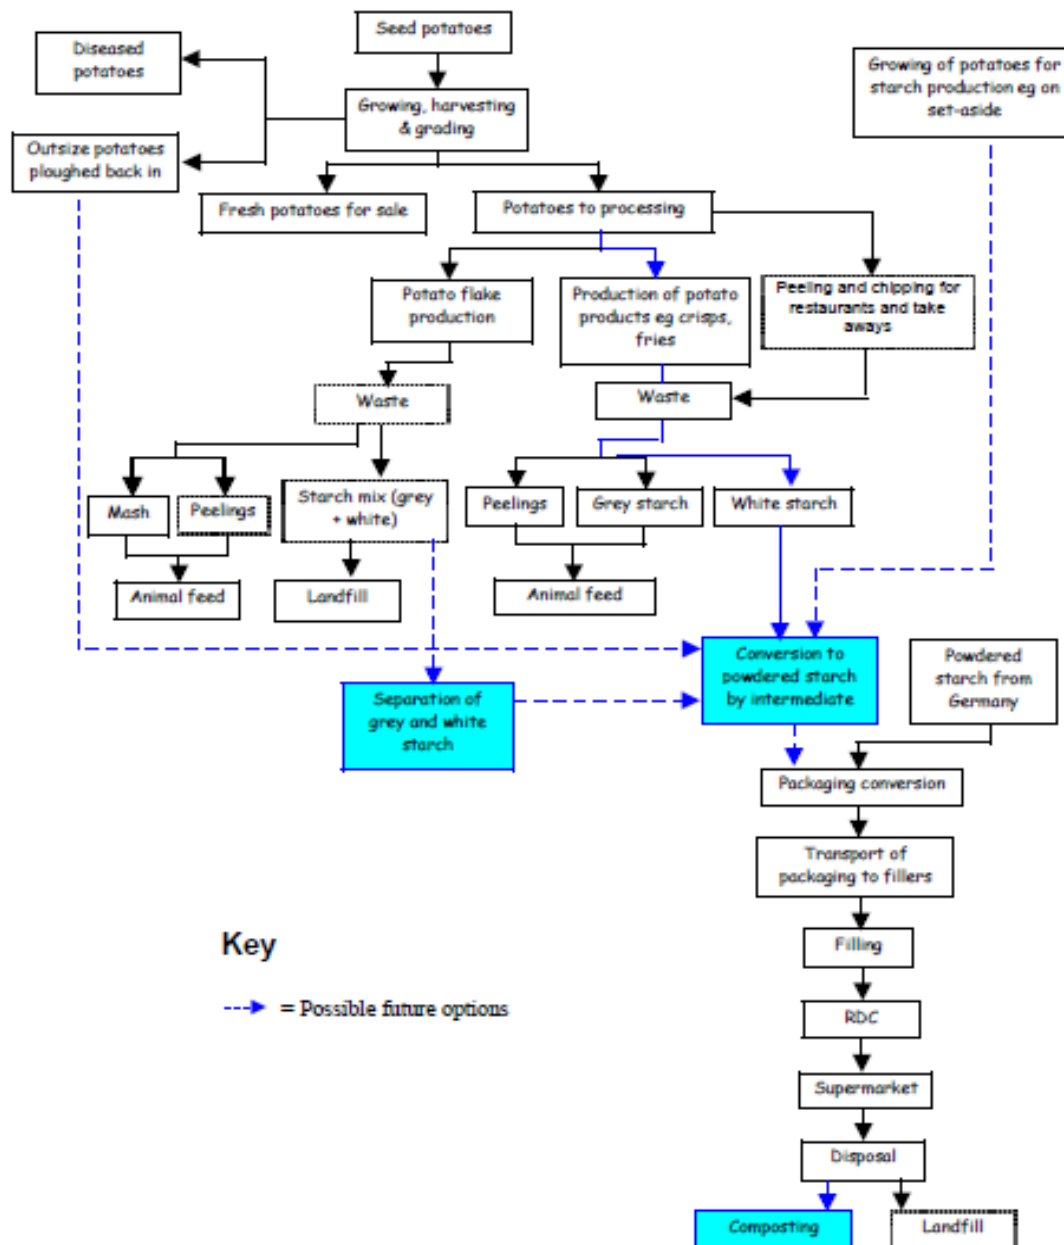 Seed potatoes
Diseased
potatoes
Growing of potatoes for
starch production eg on
set-aside
Growing, harvesting
& grading
Outsize potatoes
ploughed back in
Fresh potatoes for sale
Potatoes to processing
Potato flake
production
Production of potato
products eg crisps,
fries
Peeling and chipping for
restaurants and take
aways
Waste
Waste
Mash
Peelings
Starch mix (grey
+ white)
Peelings
Grey starch
White starch
Animal feed
Landfill
Animal feed
Conversion to
powdered starch
by intermediate
Powdered
starch from
Germany
Separation of
grey and white
starch
Packaging conversion
Transport of
packaging to fillers
Filling
Key
= Possible future options
RDC
Supermarket
Disposal
Composting
Landfill